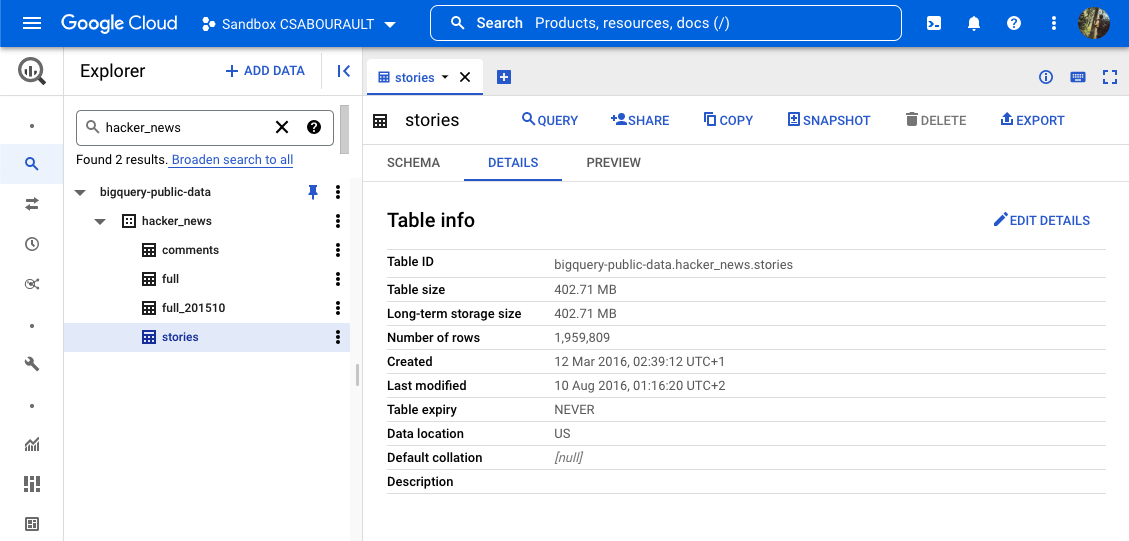 Google Cloud Sandbox CSABOURAULT Search Products, resources, docs (/)
Explorer + ADD DATA
hacker_news
Found 2 results. Broaden search to all
bigquery-public-data
hacker_news
comments
full
full_201510
stories
stories
stories QUERY SHARE COPY SNAPSHOT DELETE EXPORT
SCHEMA DETAILS PREVIEW
Table info EDIT DETAILS
Table ID bigquery-public-data.hacker_news.stories
Table size 402.71 MB
Long-term storage size 402.71 MB
Number of rows 1,959,809
Created 12 Mar 2016, 02:39:12 UTC+1
Last modified 10 Aug 2016, 01:16:20 UTC+2
Table expiry NEVER
Data location US
Default collation [null]
Description